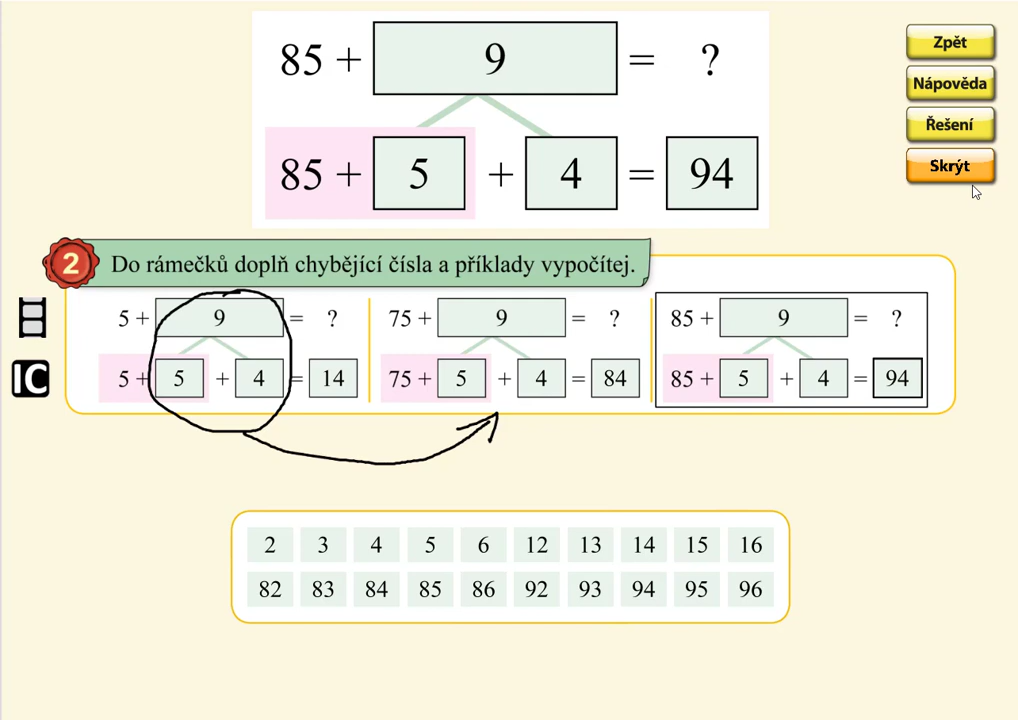 85 + 9 = ?
85 + 5 + 4 = 94
Zpět
Nápověda
Řešení
Skrýt
2 Do rámečků doplň chybějící čísla a příklady vypočítej.
5 + 9 = ? 75 + 9 = ? 85 + 9 = ?
5 + 5 + 4 = 14 75 + 5 + 4 = 84 85 + 5 + 4 = 94
IC
2 3 4 5 6 12 13 14 15 16
82 83 84 85 86 92 93 94 95 96